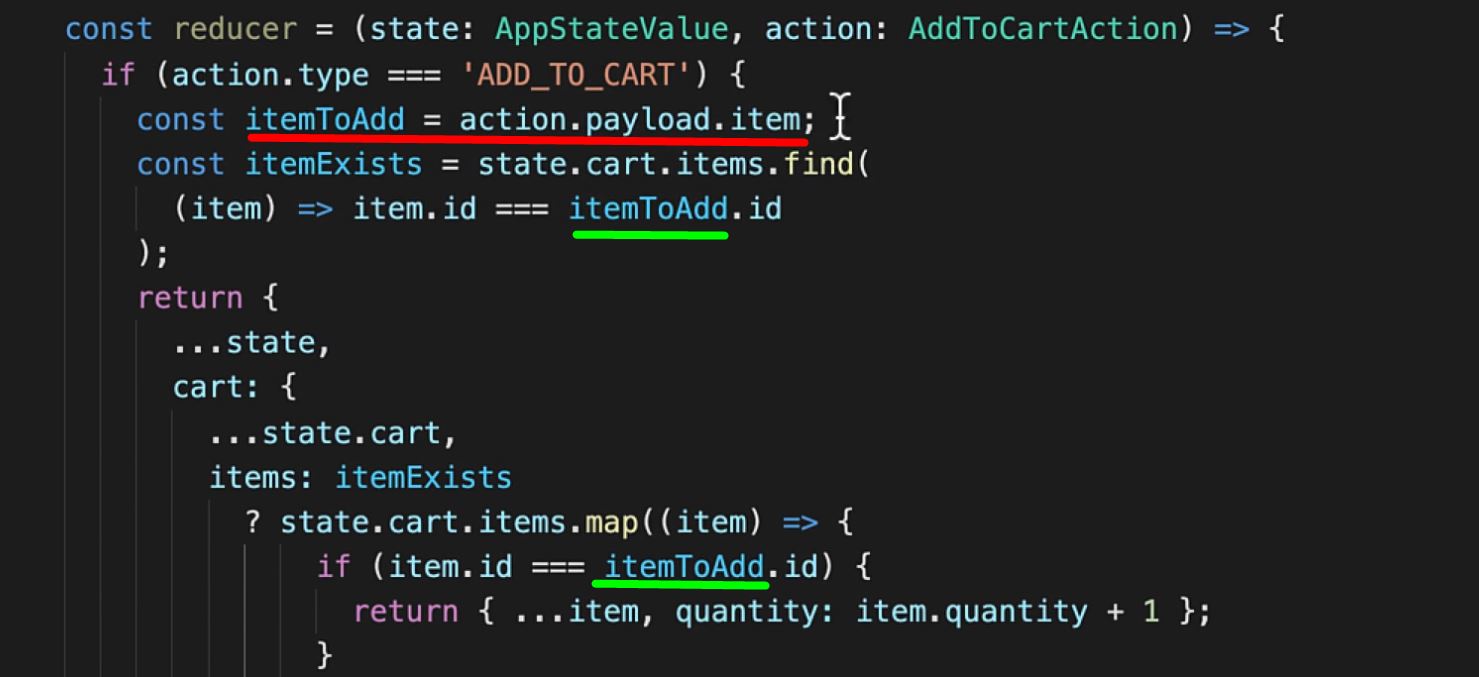 const reducer = (state: AppStateValue, action: AddToCartAction) => {
if (action.type === 'ADD_TO_CART') {
const itemToAdd = action.payload.item;
const itemExists = state.cart.items.find(
(item) => item.id === itemToAdd.id
);
return {
...state,
cart: {
...state.cart,
items: itemExists
? state.cart.items.map((item) => {
if (item.id === itemToAdd.id) {
return { ...item, quantity: item.quantity + 1 };
}